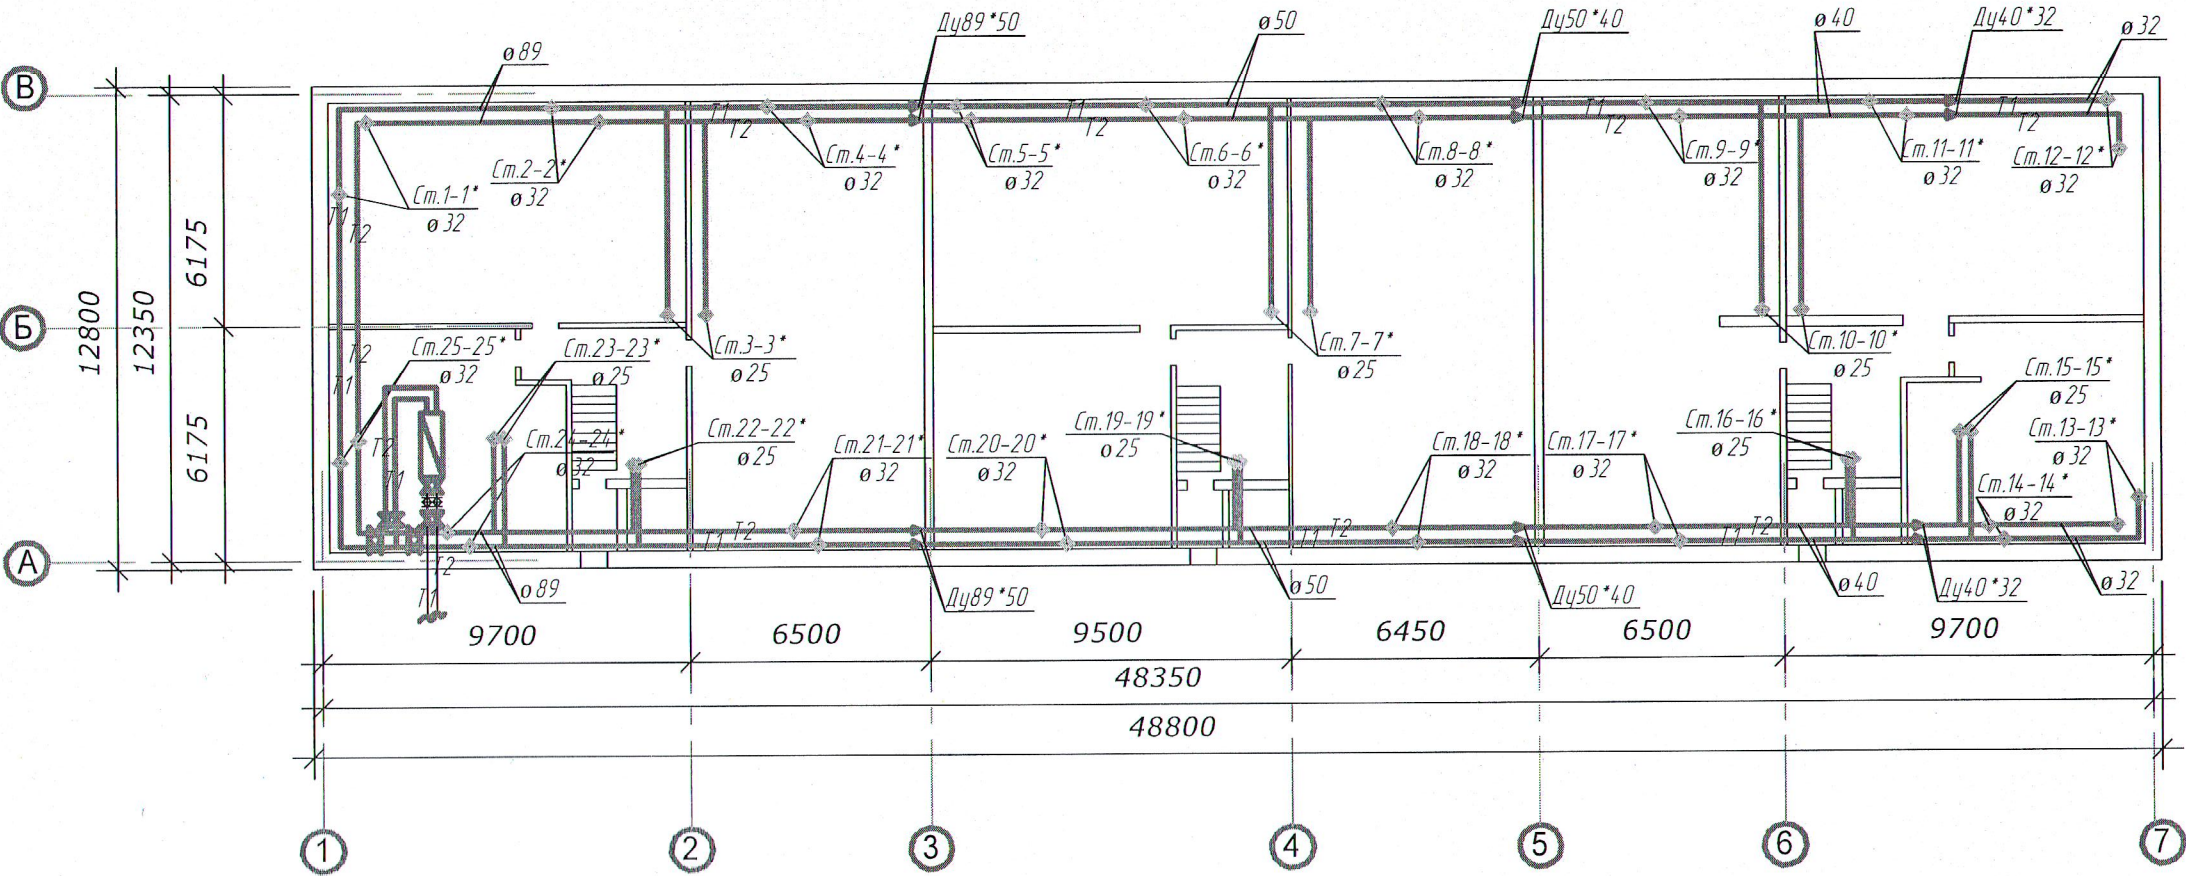 Ду89*50
ø50
Ду50*40
ø40
Ду40*32
ø32
ø89
В
Т1
Т2
Т1
Т2
Т1
Т2
Т1
Т2
Ст.1-1*
ø32
Ст.2-2*
ø32
Ст.4-4*
ø32
Ст.5-5*
ø32
Ст.6-6*
ø32
Ст.8-8*
ø32
Ст.9-9*
ø32
Ст.11-11*
ø32
Ст.12-12*
ø32
Т1
Т2
6175
12800
12350
Б
Т2
Т1
Ст.25-25*
ø32
Ст.23-23*
ø25
Ст.3-3*
ø25
Ст.7-7*
ø25
Ст.10-10*
ø25
Ст.15-15*
ø25
6175
Т2
Т1
Ст.24-24*
ø32
Ст.22-22*
ø25
Ст.21-21*
ø32
Ст.20-20*
ø32
Ст.19-19*
ø25
Ст.18-18*
ø32
Ст.17-17*
ø32
Ст.16-16*
ø25
Ст.13-13*
ø32
Ст.14-14*
ø32
Т1
Т2
Т1
Т2
Т1
Т2
А
Т2
Т1
ø89
Ду89*50
ø50
Ду50*40
ø40
Ду40*32
ø32
9700
6500
9500
6450
6500
9700
48350
48800
1
2
3
4
5
6
7